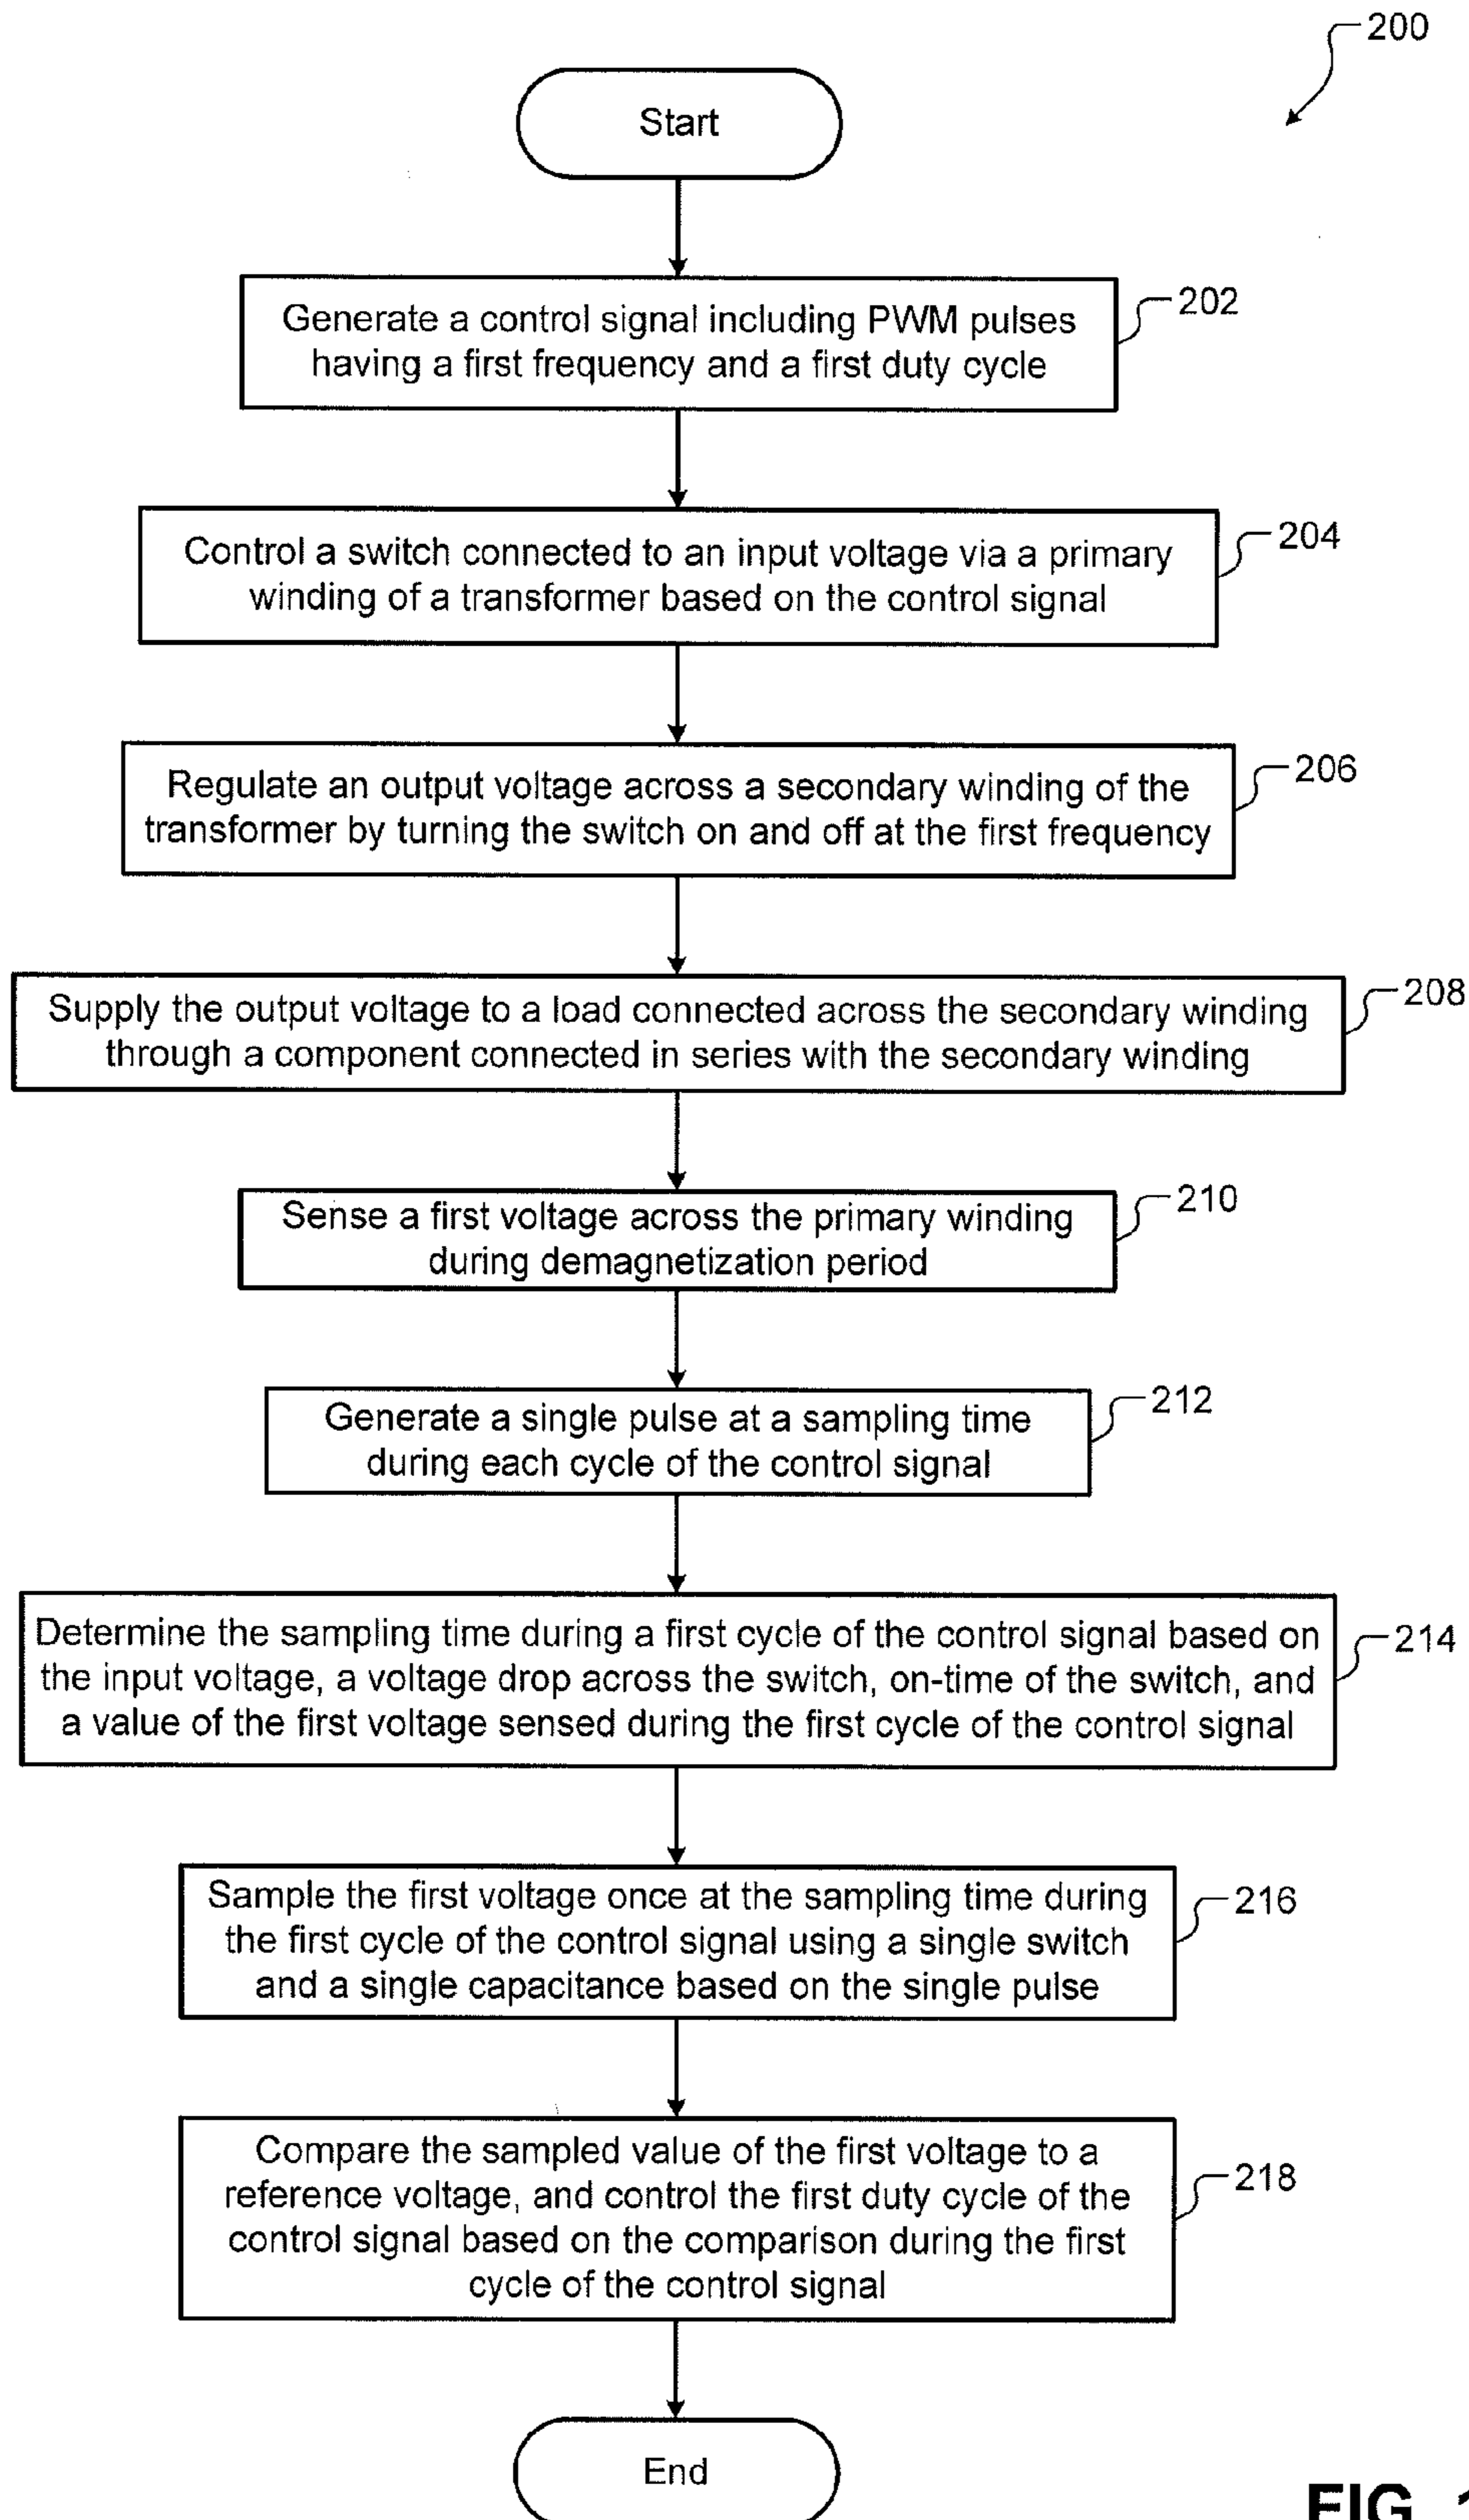 200
Start
Generate a control signal including PWM pulses
having a first frequency and a first duty cycle
202
Control a switch connected to an input voltage via a primary
winding of a transformer based on the control signal
204
Regulate an output voltage across a secondary winding of the
transformer by turning the switch on and off at the first frequency
206
Supply the output voltage to a load connected across the secondary winding
through a component connected in series with the secondary winding
208
Sense a first voltage across the primary winding
during demagnetization period
210
Generate a single pulse at a sampling time
during each cycle of the control signal
212
Determine the sampling time during a first cycle of the control signal based on
the input voltage, a voltage drop across the switch, on-time of the switch, and
a value of the first voltage sensed during the first cycle of the control signal
214
Sample the first voltage once at the sampling time during
the first cycle of the control signal using a single switch
and a single capacitance based on the single pulse
216
Compare the sampled value of the first voltage to a
reference voltage, and control the first duty cycle of the
control signal based on the comparison during the first
cycle of the control signal
218
End
FIG.